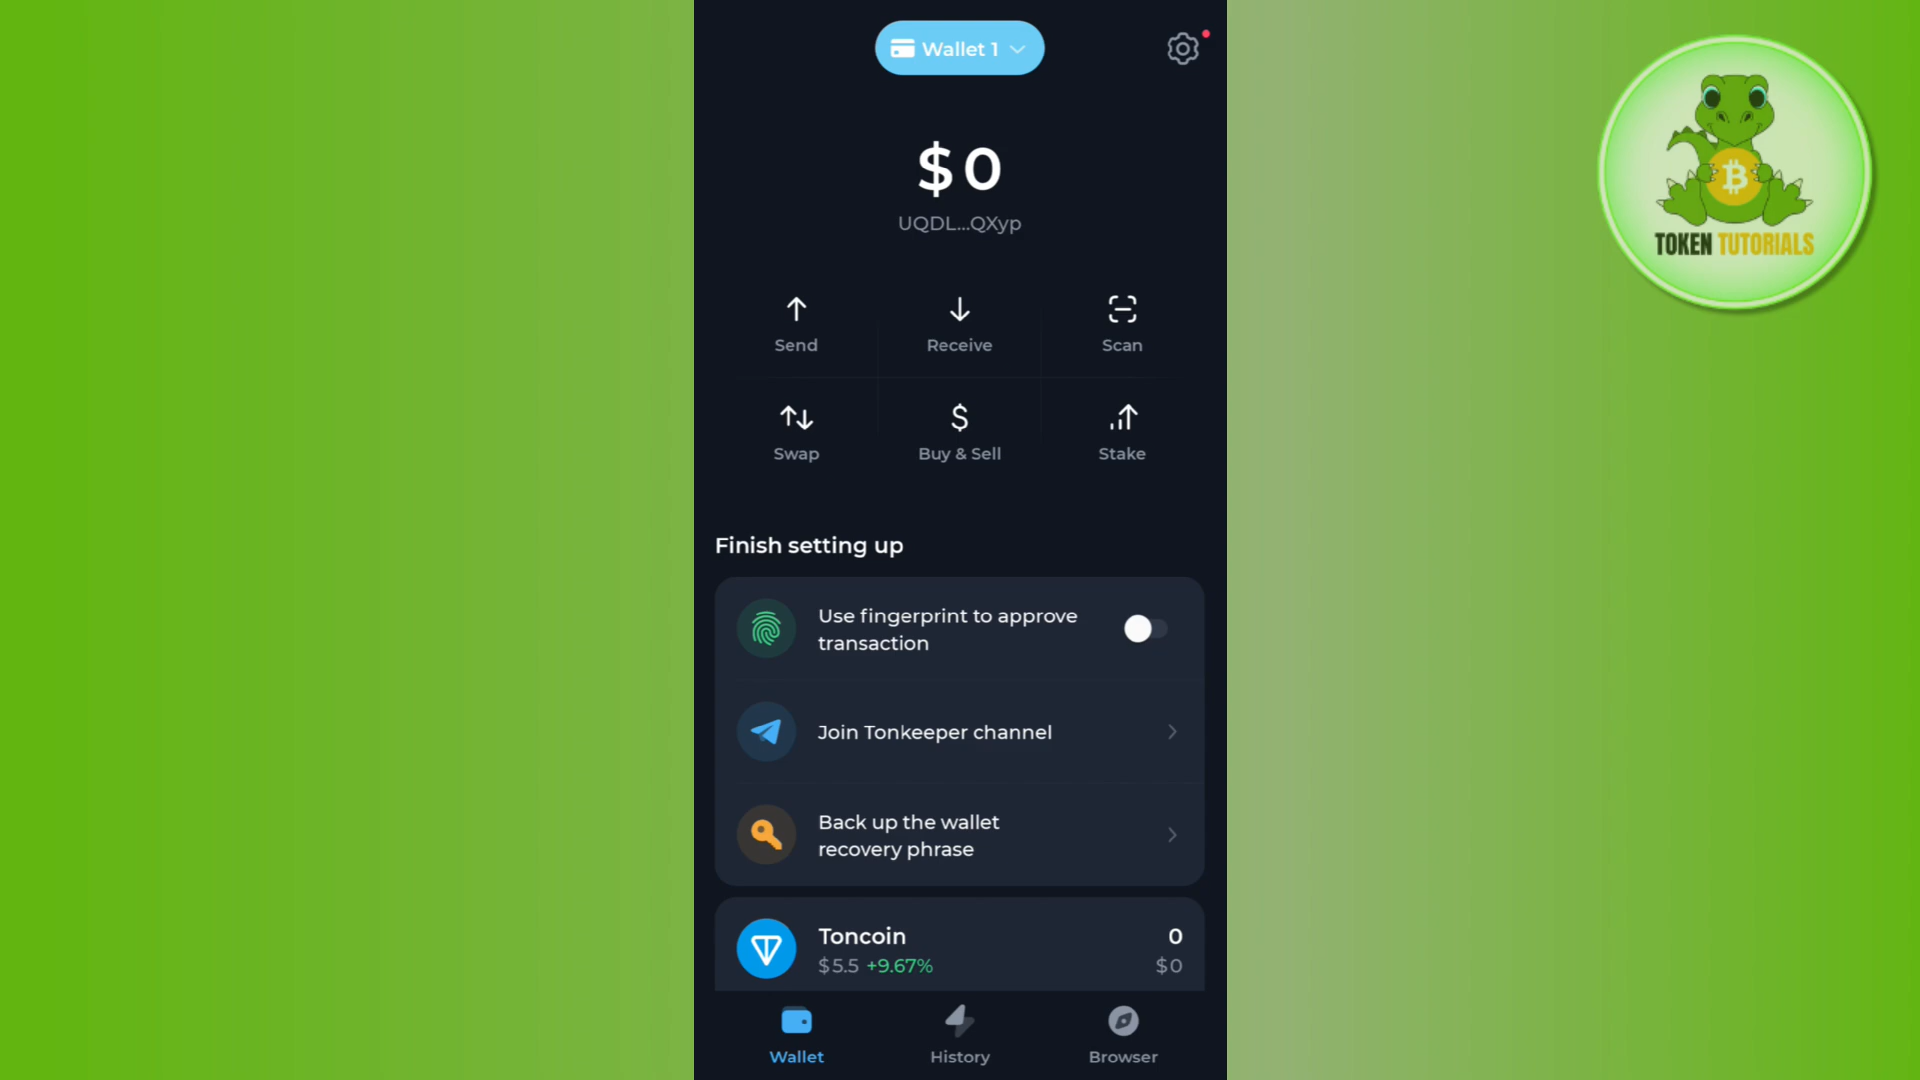 Wallet 1
$0
UQDL...QXyp
Send
Receive
Scan
Swap
Buy & Sell
Stake
Finish setting up
Use fingerprint to approve
transaction
Join Tonkeeper channel
Back up the wallet
recovery phrase
Toncoin
0
$5.5 +9.67%
$0
Wallet
History
Browser
TOKEN TUTORIALS